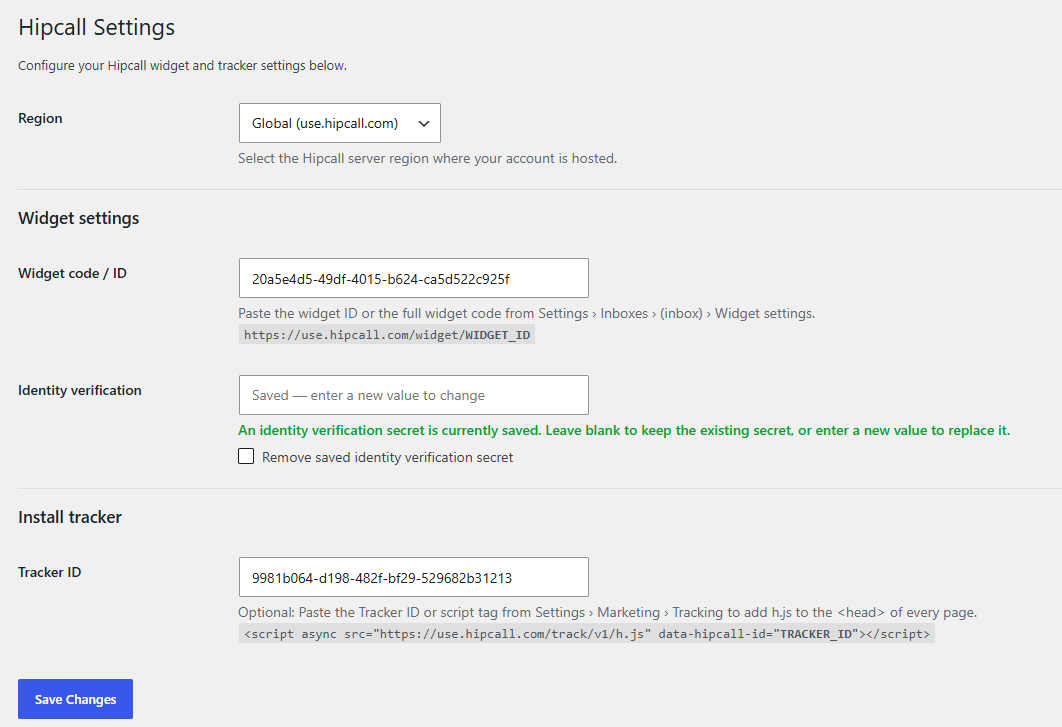 Hipcall Settings
Configure your Hipcall widget and tracker settings below.
Region
Global (use.hipcall.com)
Select the Hipcall server region where your account is hosted.
Widget settings
Widget code / ID
20a5e4d5-49df-4015-b624-ca5d522c925f
Paste the widget ID or the full widget code from Settings › Inboxes › (inbox) › Widget settings.
https://use.hipcall.com/widget/WIDGET_ID
Identity verification
Saved — enter a new value to change
An identity verification secret is currently saved. Leave blank to keep the existing secret, or enter a new value to replace it.
Remove saved identity verification secret
Install tracker
Tracker ID
9981b064-d198-482f-bf29-529682b31213
Optional: Paste the Tracker ID or script tag from Settings › Marketing › Tracking to add h.js to the <head> of every page.
<script async src="https://use.hipcall.com/track/v1/h.js" data-hipcall-id="TRACKER_ID"></script>
Save Changes